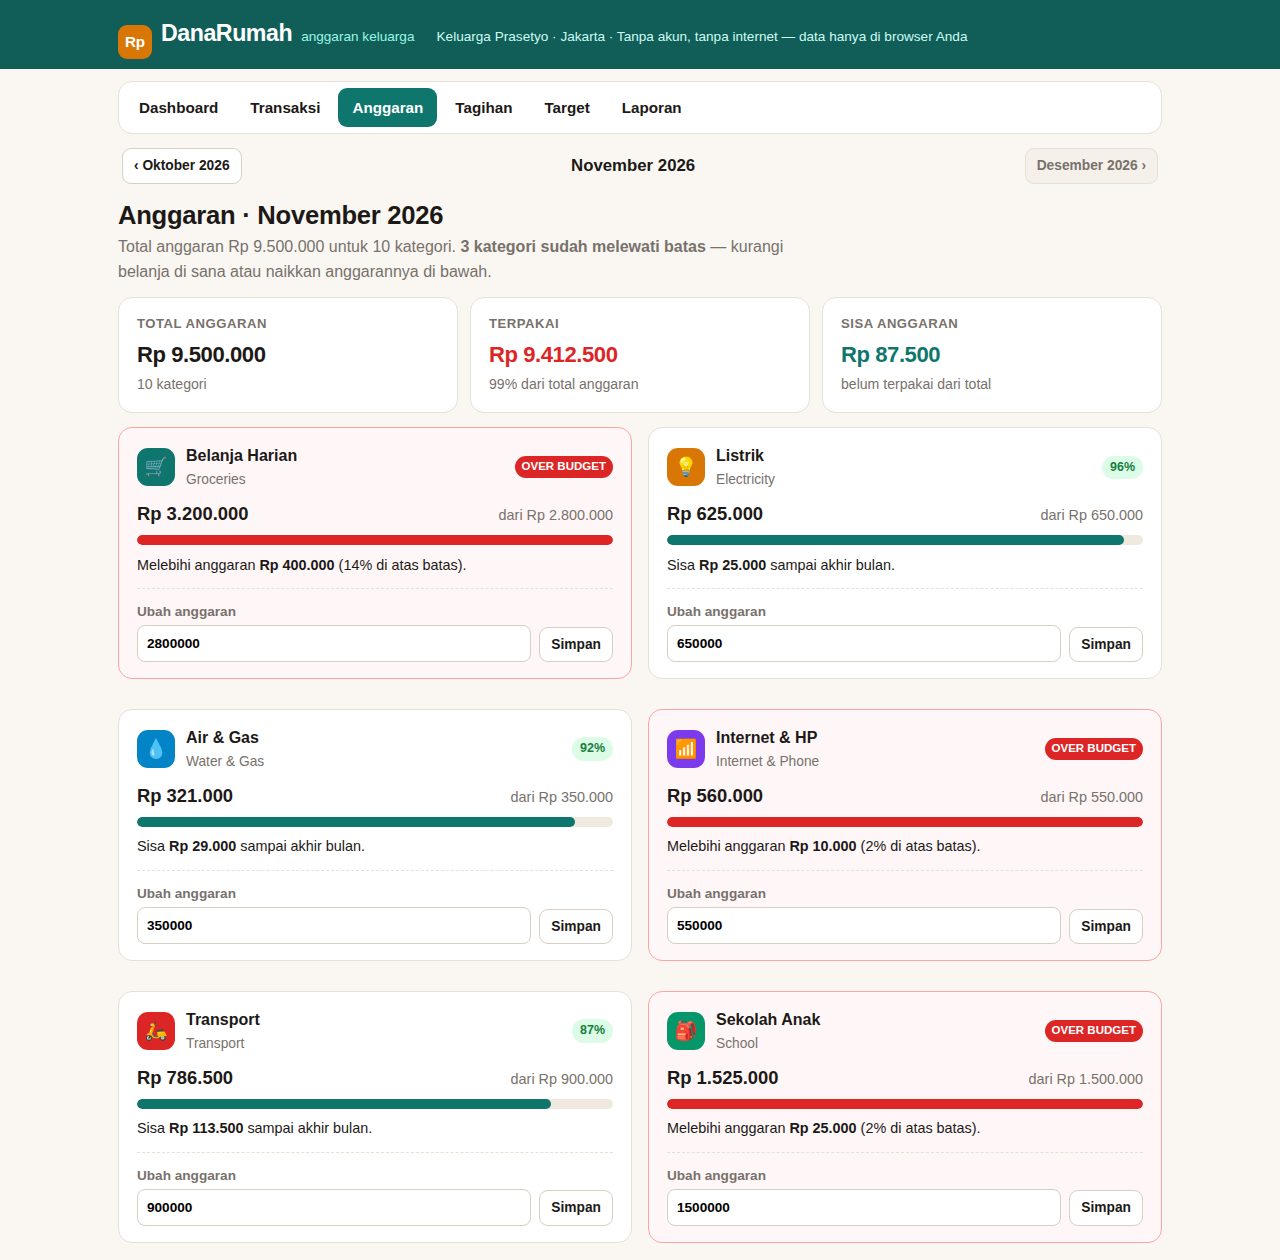 Rp DanaRumah anggaran keluarga Keluarga Prasetyo · Jakarta · Tanpa akun, tanpa internet — data hanya di browser Anda
Dashboard Transaksi Anggaran Tagihan Target Laporan
‹ Oktober 2026 November 2026 Desember 2026 ›
Anggaran · November 2026
Total anggaran Rp 9.500.000 untuk 10 kategori. 3 kategori sudah melewati batas — kurangi
belanja di sana atau naikkan anggarannya di bawah.
TOTAL ANGGARAN
Rp 9.500.000
10 kategori
TERPAKAI
Rp 9.412.500
99% dari total anggaran
SISA ANGGARAN
Rp 87.500
belum terpakai dari total
Belanja Harian
Groceries
OVER BUDGET
Rp 3.200.000 dari Rp 2.800.000
Melebihi anggaran Rp 400.000 (14% di atas batas).
Ubah anggaran
2800000 Simpan
Listrik
Electricity
96%
Rp 625.000 dari Rp 650.000
Sisa Rp 25.000 sampai akhir bulan.
Ubah anggaran
650000 Simpan
Air & Gas
Water & Gas
92%
Rp 321.000 dari Rp 350.000
Sisa Rp 29.000 sampai akhir bulan.
Ubah anggaran
350000 Simpan
Internet & HP
Internet & Phone
OVER BUDGET
Rp 560.000 dari Rp 550.000
Melebihi anggaran Rp 10.000 (2% di atas batas).
Ubah anggaran
550000 Simpan
Transport
Transport
87%
Rp 786.500 dari Rp 900.000
Sisa Rp 113.500 sampai akhir bulan.
Ubah anggaran
900000 Simpan
Sekolah Anak
School
OVER BUDGET
Rp 1.525.000 dari Rp 1.500.000
Melebihi anggaran Rp 25.000 (2% di atas batas).
Ubah anggaran
1500000 Simpan